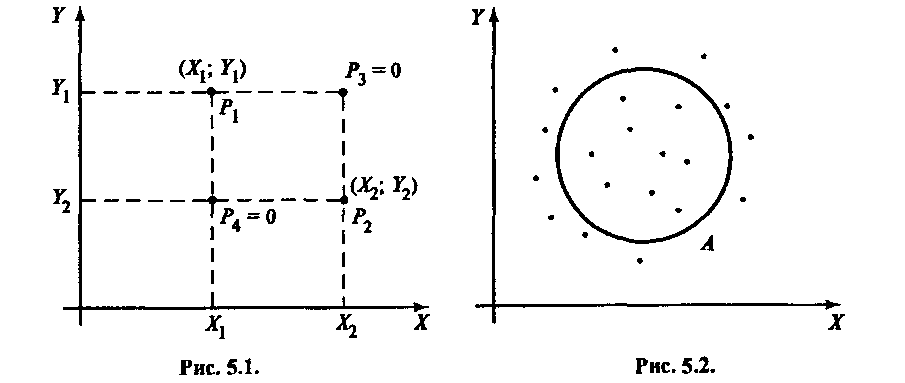 Y
(X₁; Y₁)
P₃ = 0
Y₁
P₁
(X₂; Y₂)
Y₂
P₄ = 0
P₂
X₁
X₂
X
Рис. 5.1.
Y
A
X
Рис. 5.2.